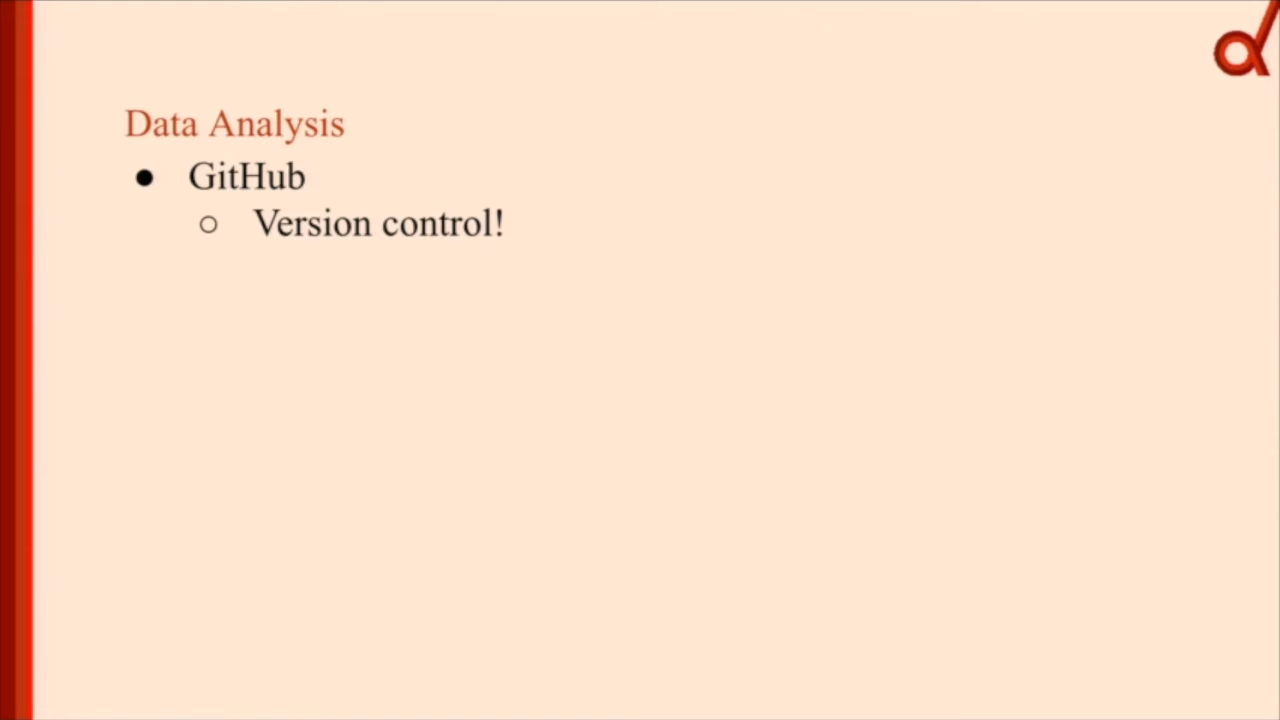 Data Analysis
● GitHub
○ Version control!